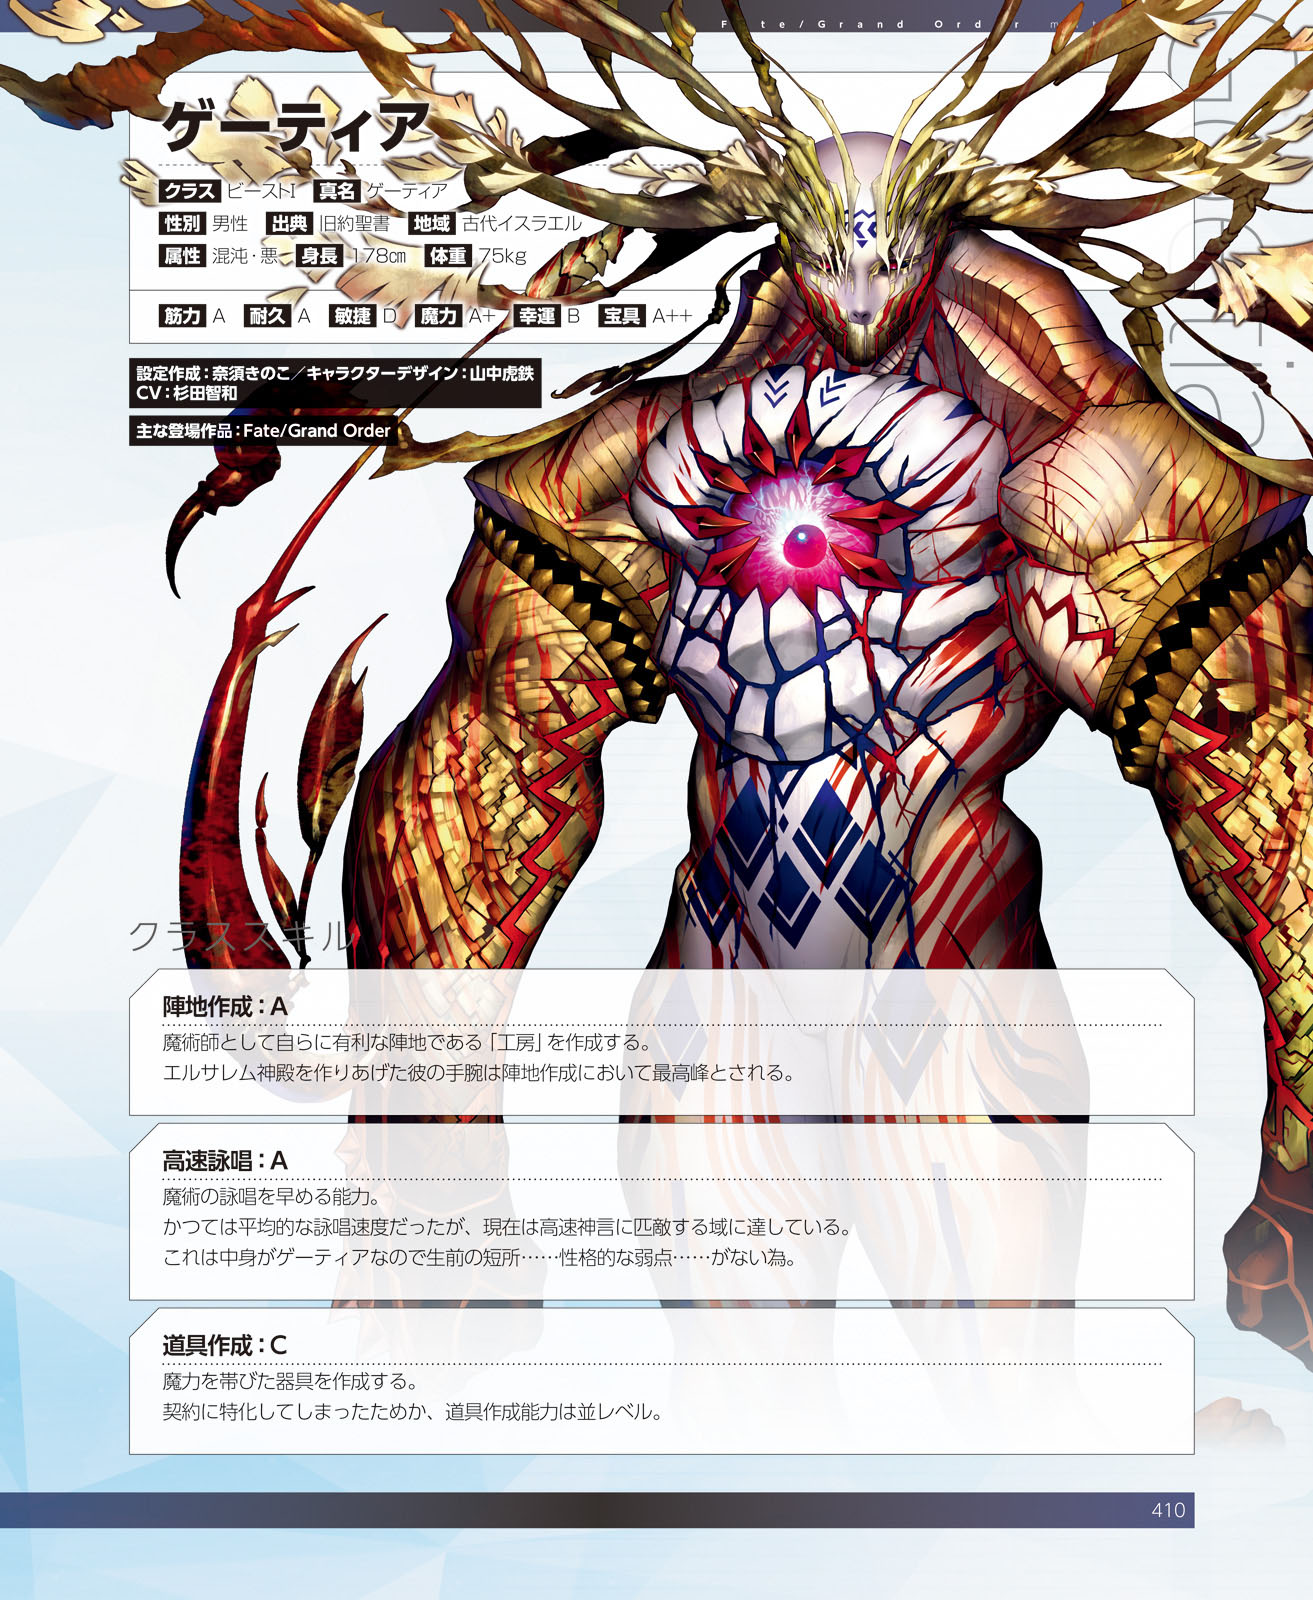 Fate/Grand Order
Goetia
ゲーティア
クラス ビーストI 真名 ゲーティア
性別 男性 出典 旧約聖書 地域 古代イスラエル
属性 混沌・悪 身長 178cm 体重 75kg
筋力 A 耐久 A 敏捷 D 魔力 A+ 幸運 B 宝具 A++
設定作成：奈須きのこ／キャラクターデザイン：山中虎鉄
CV：杉田智和
主な登場作品：Fate/Grand Order
クラススキル
陣地作成：A
魔術師として自らに有利な陣地である「工房」を作成する。
エルサレム神殿を作りあげた彼の手腕は陣地作成において最高峰とされる。
高速詠唱：A
魔術の詠唱を早める能力。
かつては平均的な詠唱速度だったが、現在は高速神言に匹敵する域に達している。
これは中身がゲーティアなので生前の短所……性格的な弱点……がない為。
道具作成：C
魔力を帯びた器具を作成する。
契約に特化してしまったためか、道具作成能力は並レベル。
410